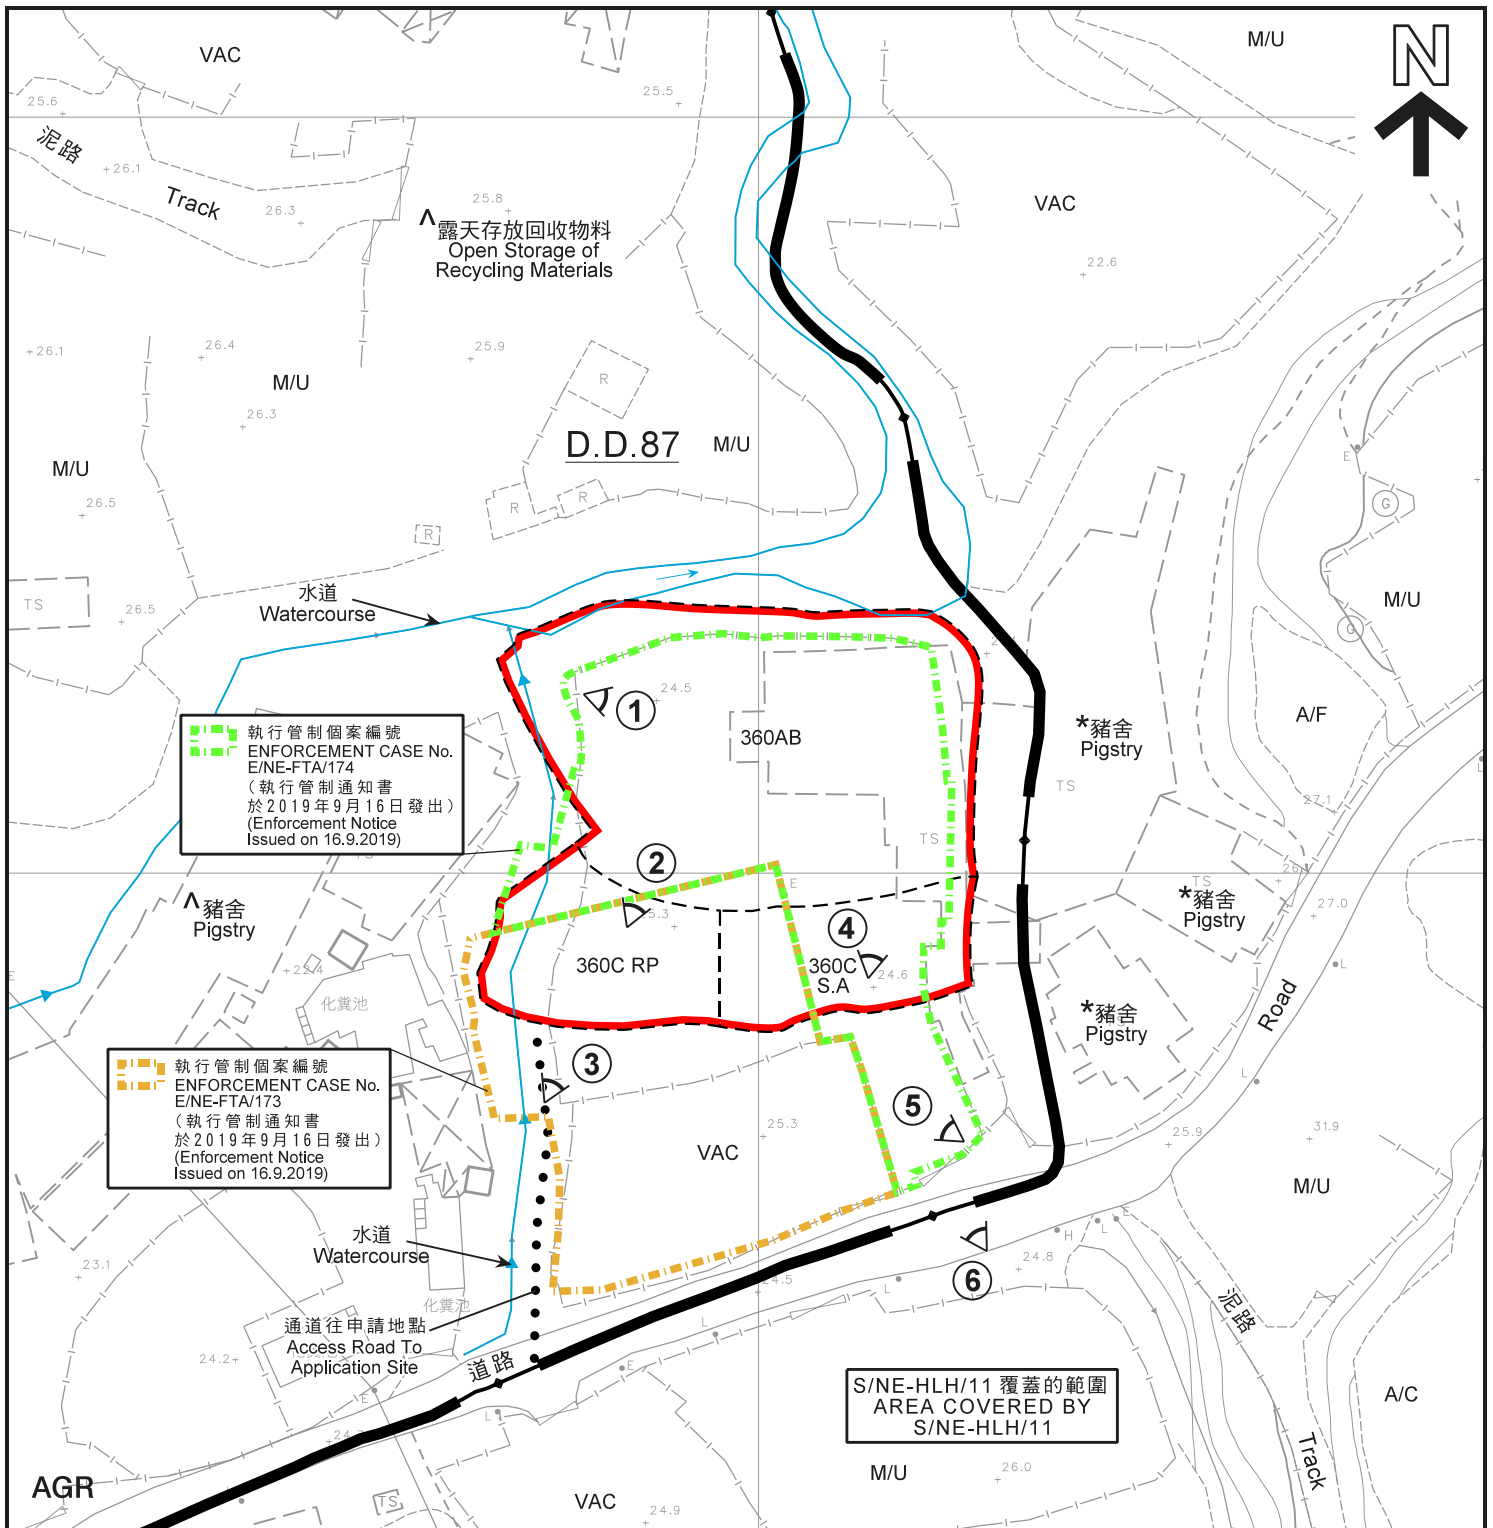 VAC
M/U
N
25.6
25.5
泥路
Track
26.1
26.3
25.8
^
露天存放回收物料
Open Storage of
Recycling Materials
VAC
22.6
26.1
26.4
25.9
M/U
26.3
R
D.D.87
M/U
M/U
26.5
R
R
R
E
G
TS
26.5
水道
Watercourse
M/U
G
24.5
1
360AB
*豬舍
Pigstry
A/F
TS
27.1
L
執行管制個案編號
ENFORCEMENT CASE No.
E/NE-FTA/174
(執行管制通知書
於2019年9月16日發出)
(Enforcement Notice
Issued on 16.9.2019)
TS
2
E
TS
*豬舍
Pigstry
27.0
^豬舍
Pigstry
25.3
4
360C RP
360C
S.A
24.6
L
E
22.4
化糞池
*豬舍
Pigstry
Road
3
L
執行管制個案編號
ENFORCEMENT CASE No.
E/NE-FTA/173
(執行管制通知書
於2019年9月16日發出)
(Enforcement Notice
Issued on 16.9.2019)
5
VAC
25.3
25.9
31.9
M/U
水道
Watercourse
H
L
E
23.1
24.5
24.8
6
L
化糞池
泥路
通道往申請地點
Access Road To
Application Site
L
24.2
道路
E
E
L
S/NE-HLH/11 覆蓋的範圍
AREA COVERED BY
S/NE-HLH/11
A/C
AGR
M/U
26.0
Track
L
TS
VAC
24.9